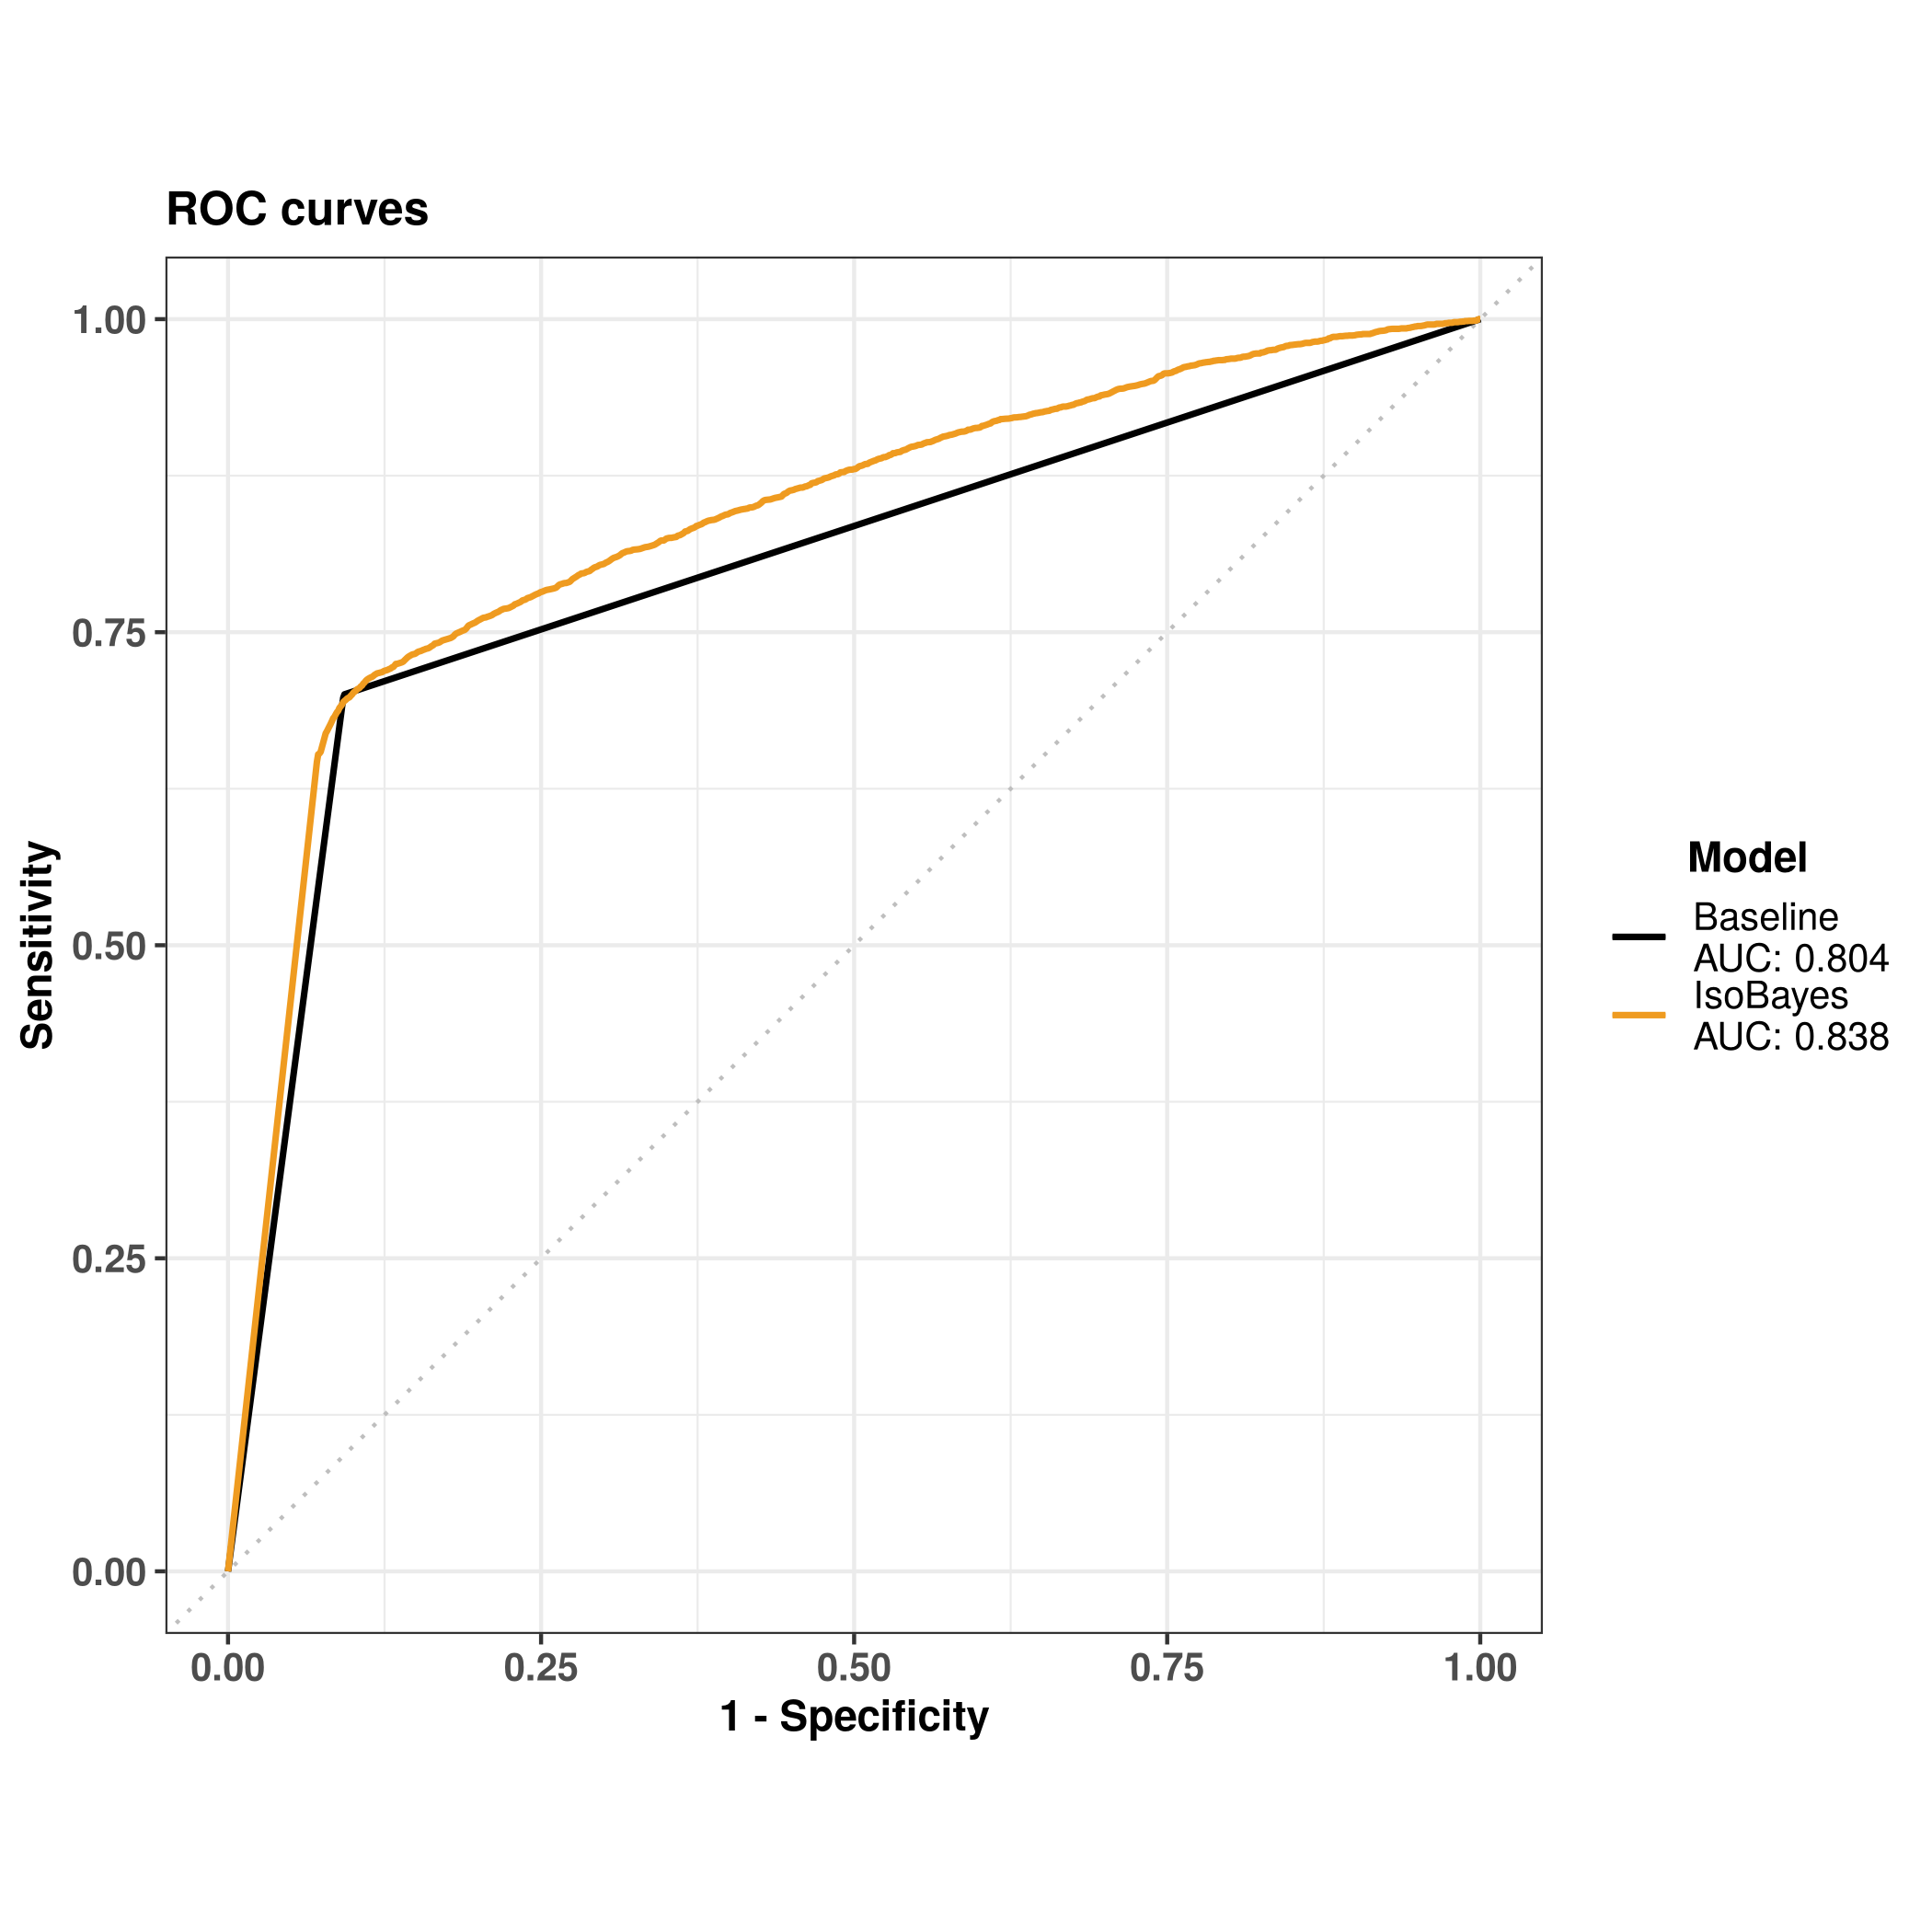 ROC curves
1.00
0.75
0.50
0.25
0.00
Sensitivity
0.00 0.25 0.50 0.75 1.00
1 - Specificity
Model
Baseline
AUC: 0.804
IsoBayes
AUC: 0.838